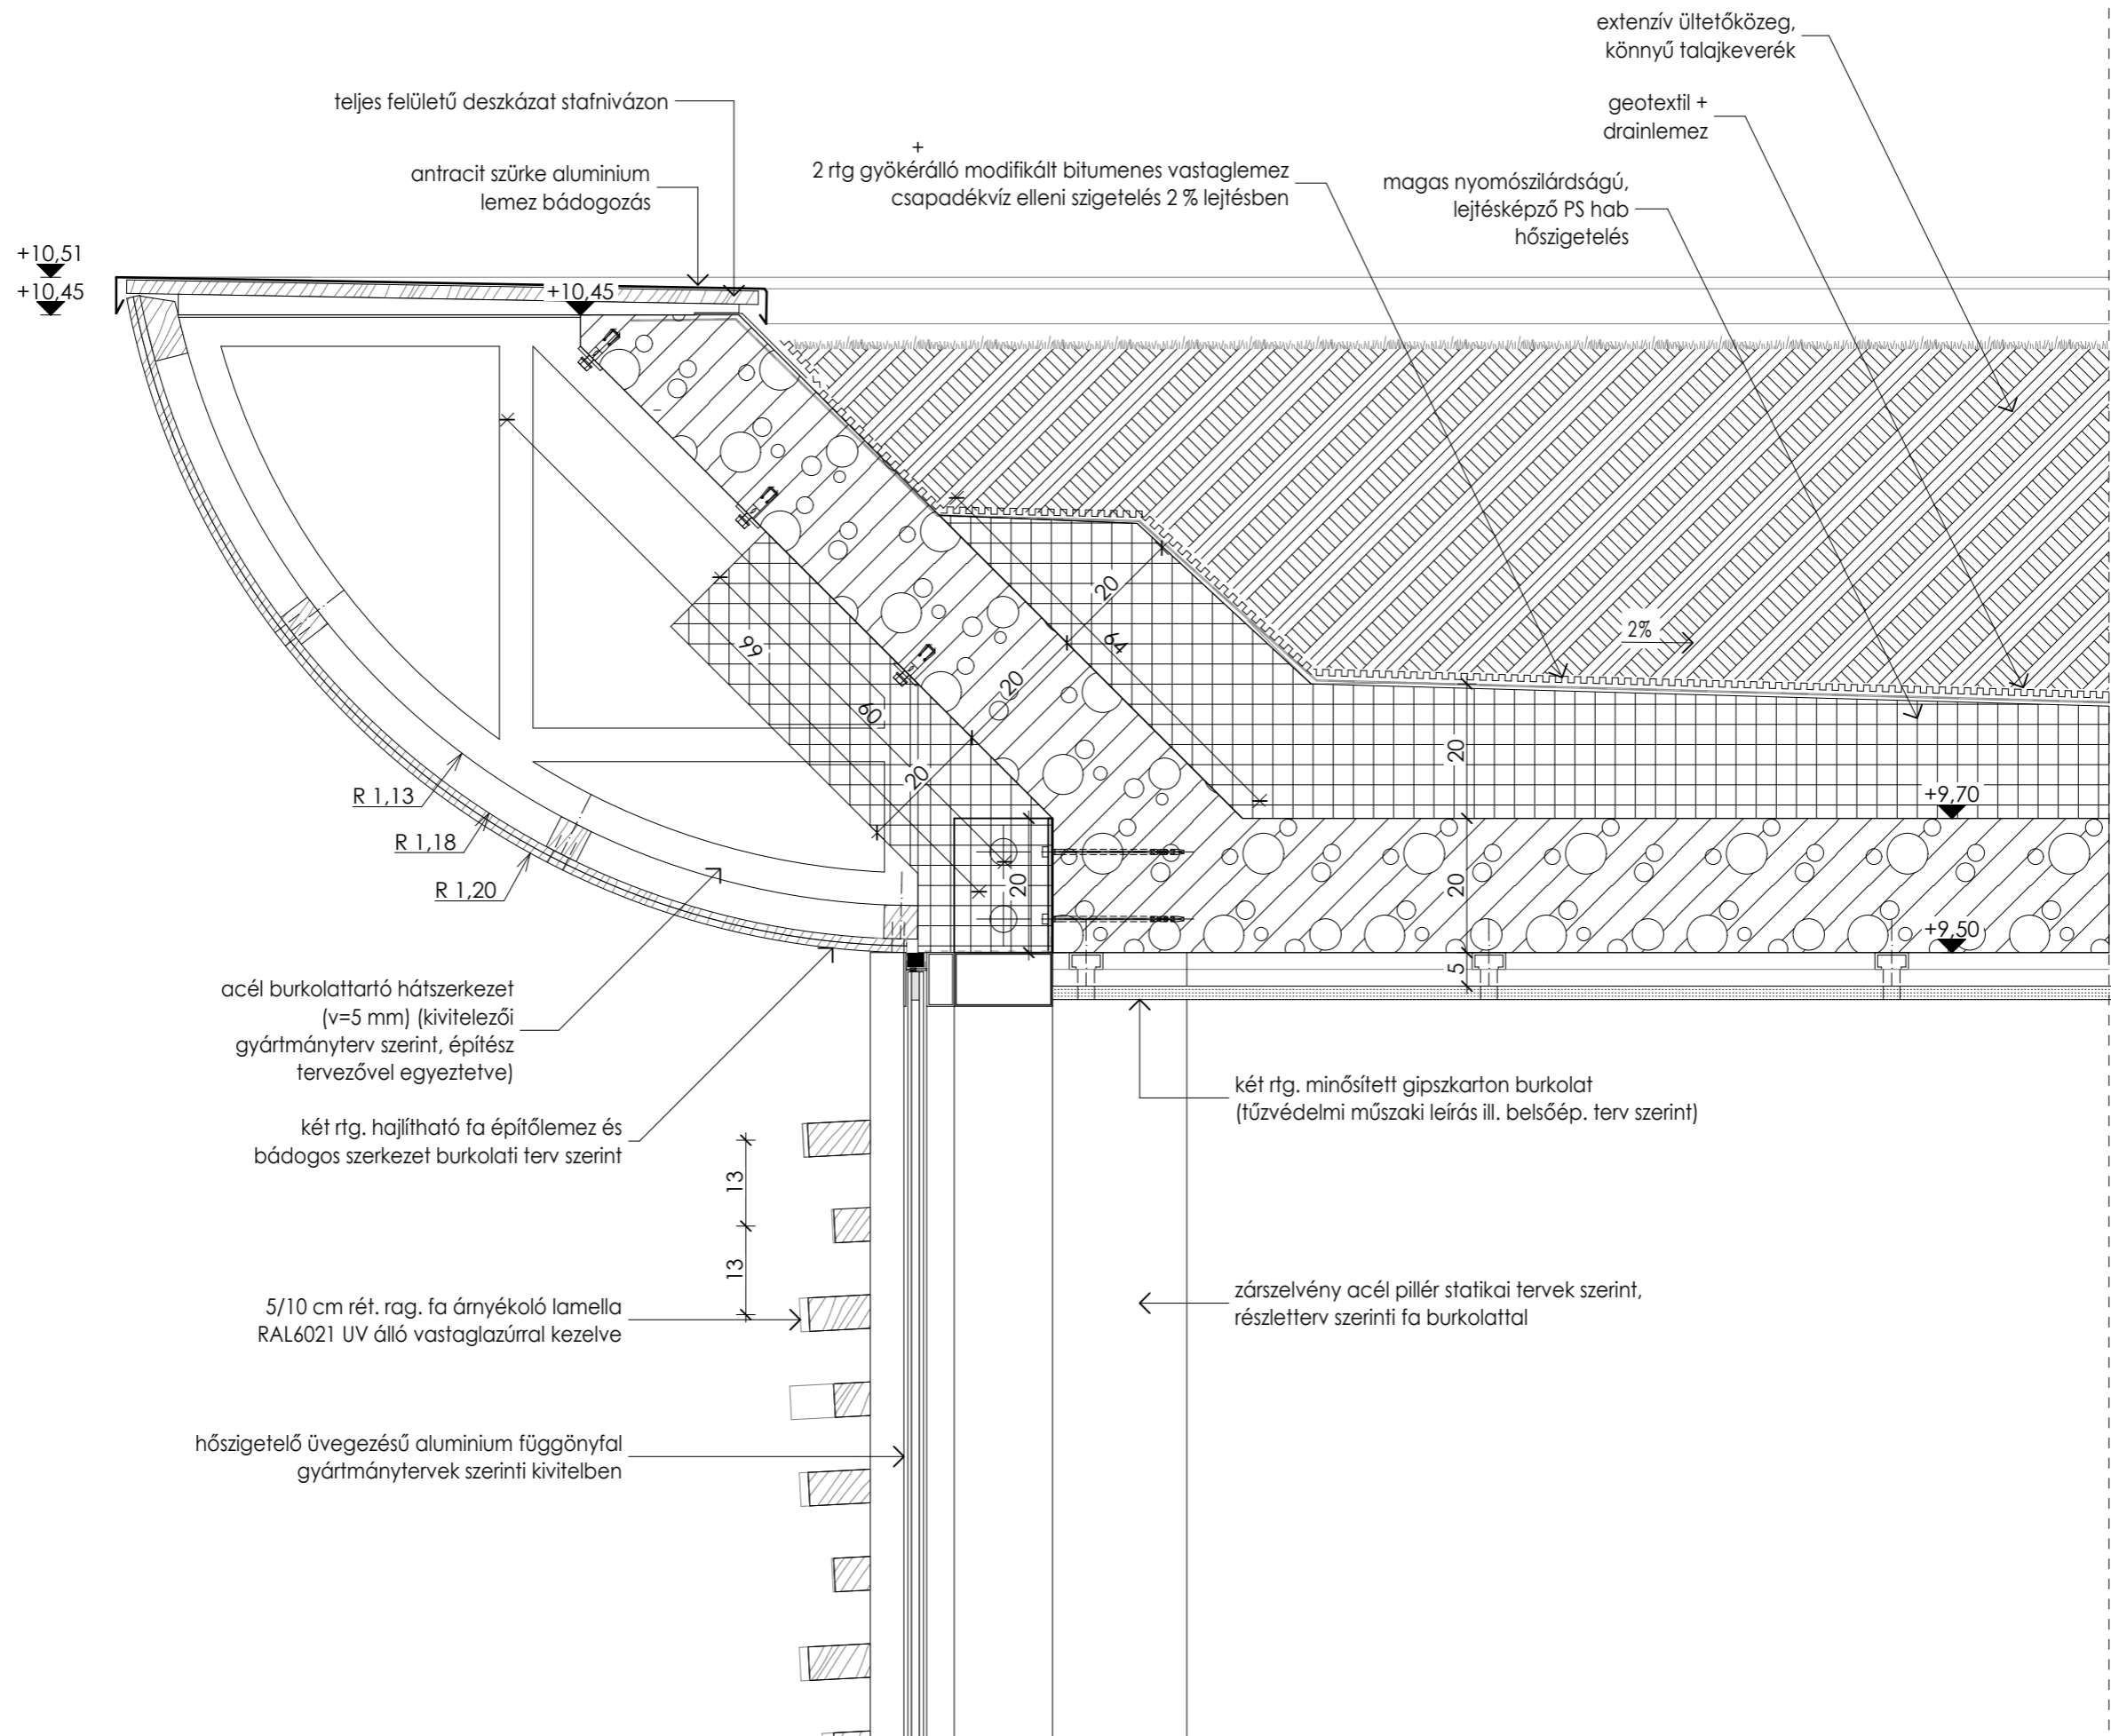 extenzív ültetőközeg,
könnyű talajkeverék
geotextil +
drainlemez
teljes felületű deszkázat stafnivázon
+
2 rtg gyökérálló modifikált bitumenes vastaglemez
csapadékvíz elleni szigetelés 2 % lejtésben
antracit szürke aluminium
lemez bádogozás
magas nyomószilárdságú,
lejtésképző PS hab
hőszigetelés
+10,51
+10,45
+10,45
2%
20
64
99
60
20
20
20
20
20
5
+9,70
+9,50
R 1,13
R 1,18
R 1,20
acél burkolattartó hátszerkezet
(v=5 mm) (kivitelezői
gyártmányterv szerint, építész
tervezővel egyeztetve)
két rtg. minősített gipszkarton burkolat
(tűzvédelmi műszaki leírás ill. belsőép. terv szerint)
két rtg. hajlítható fa építőlemez és
bádogos szerkezet burkolati terv szerint
13
13
5/10 cm rét. rag. fa árnyékoló lamella
RAL6021 UV álló vastaglazúrral kezelve
zárszelvény acél pillér statikai tervek szerint,
részletterv szerinti fa burkolattal
hőszigetelő üvegezésű aluminium függönyfal
gyártmánytervek szerinti kivitelben